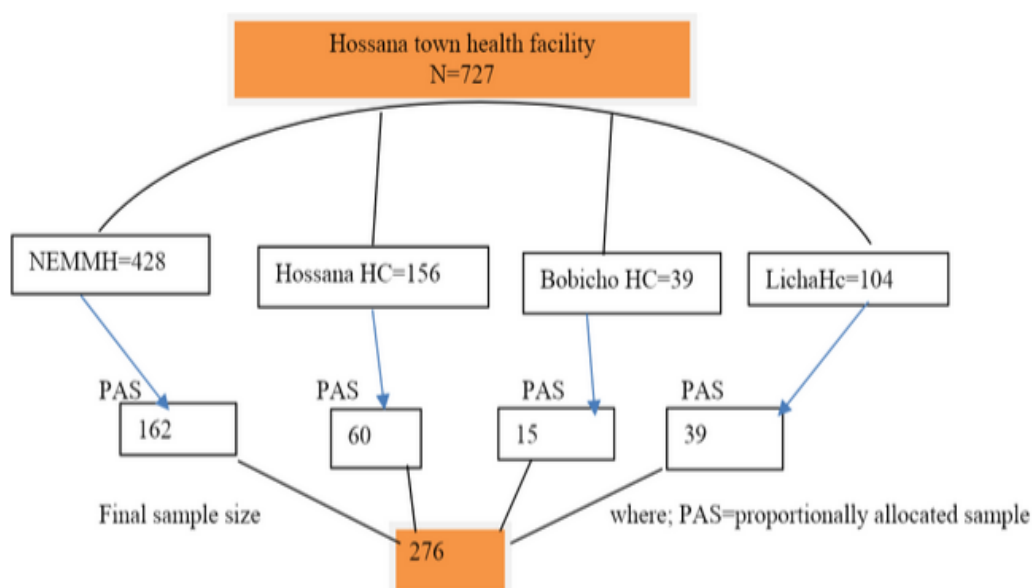 Hossana town health facility
N=727
NEMMH=428
Hossana HC=156
Bobicho HC=39
LichaHc=104
PAS
PAS
PAS
PAS
162
60
15
39
Final sample size
where; PAS=proportionally allocated sample
276